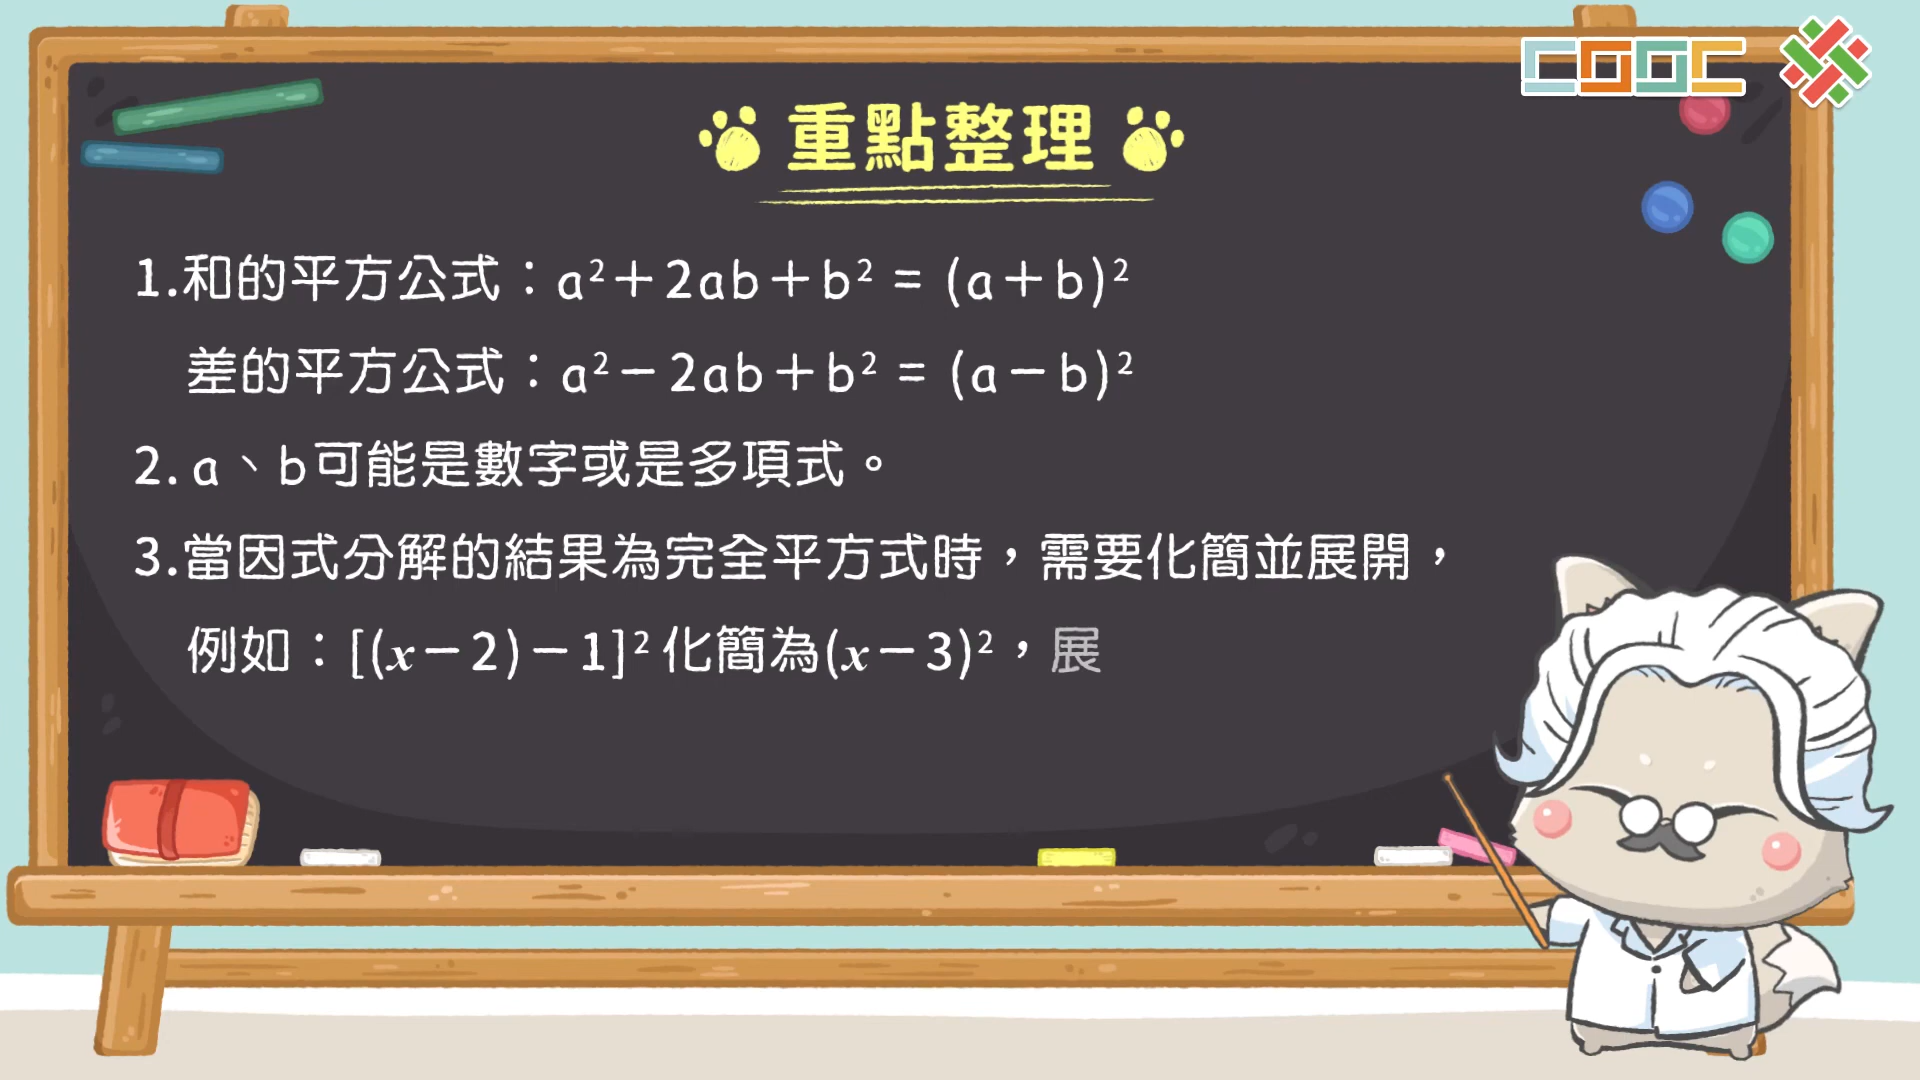 COOC
重點整理
1.和的平方公式：a²＋2ab＋b² = (a＋b)²
差的平方公式：a²－2ab＋b² = (a－b)²
2. a、b可能是數字或是多項式。
3.當因式分解的結果為完全平方式時，需要化簡並展開，
例如：[(x－2)－1]² 化簡為(x－3)²，展